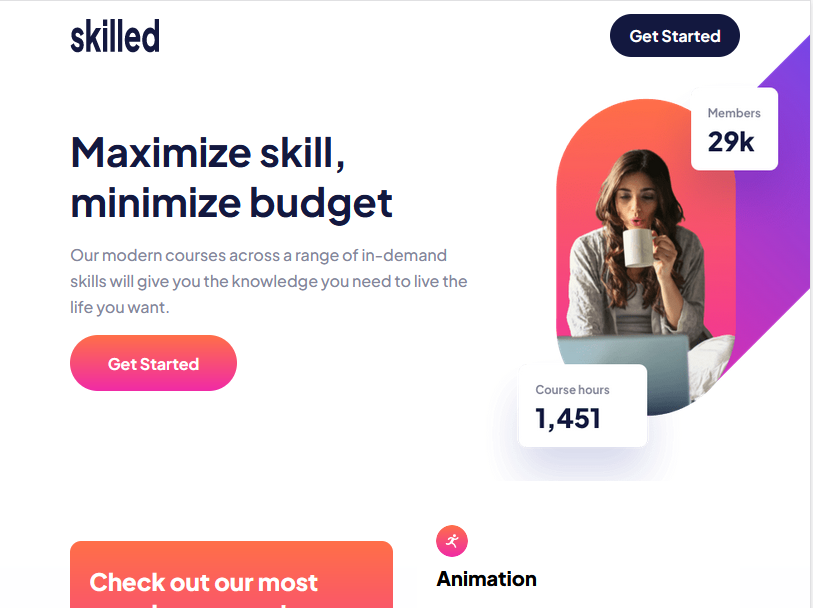 skilled
Get Started
Members
29k
Maximize skill,
minimize budget
Our modern courses across a range of in-demand
skills will give you the knowledge you need to live the
life you want.
Get Started
Course hours
1,451
Check out our most
Animation